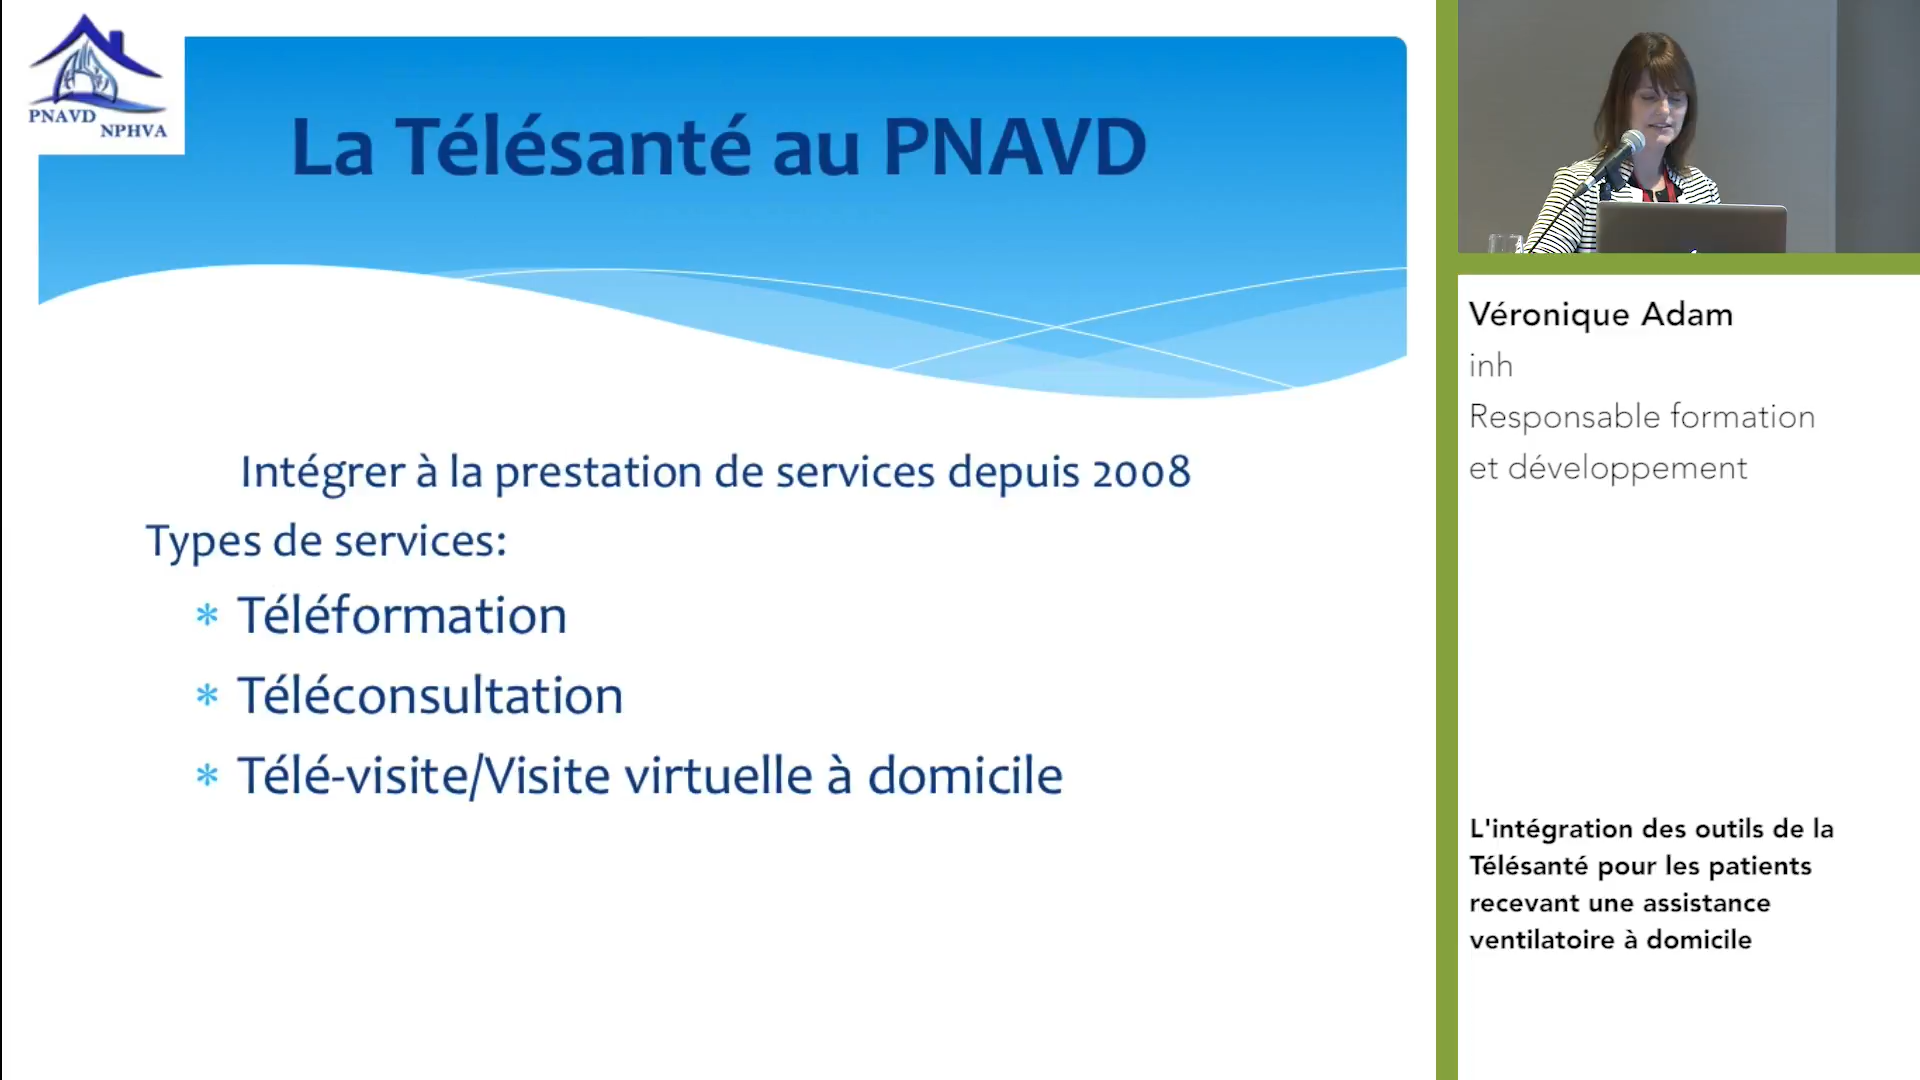 PNAVD
NPHVA
La Télésanté au PNAVD
Intégrer à la prestation de services depuis 2008
Types de services:
* Téléformation
* Téléconsultation
* Télé-visite/Visite virtuelle à domicile
Véronique Adam
inh
Responsable formation
et développement
L'intégration des outils de la
Télésanté pour les patients
recevant une assistance
ventilatoire à domicile